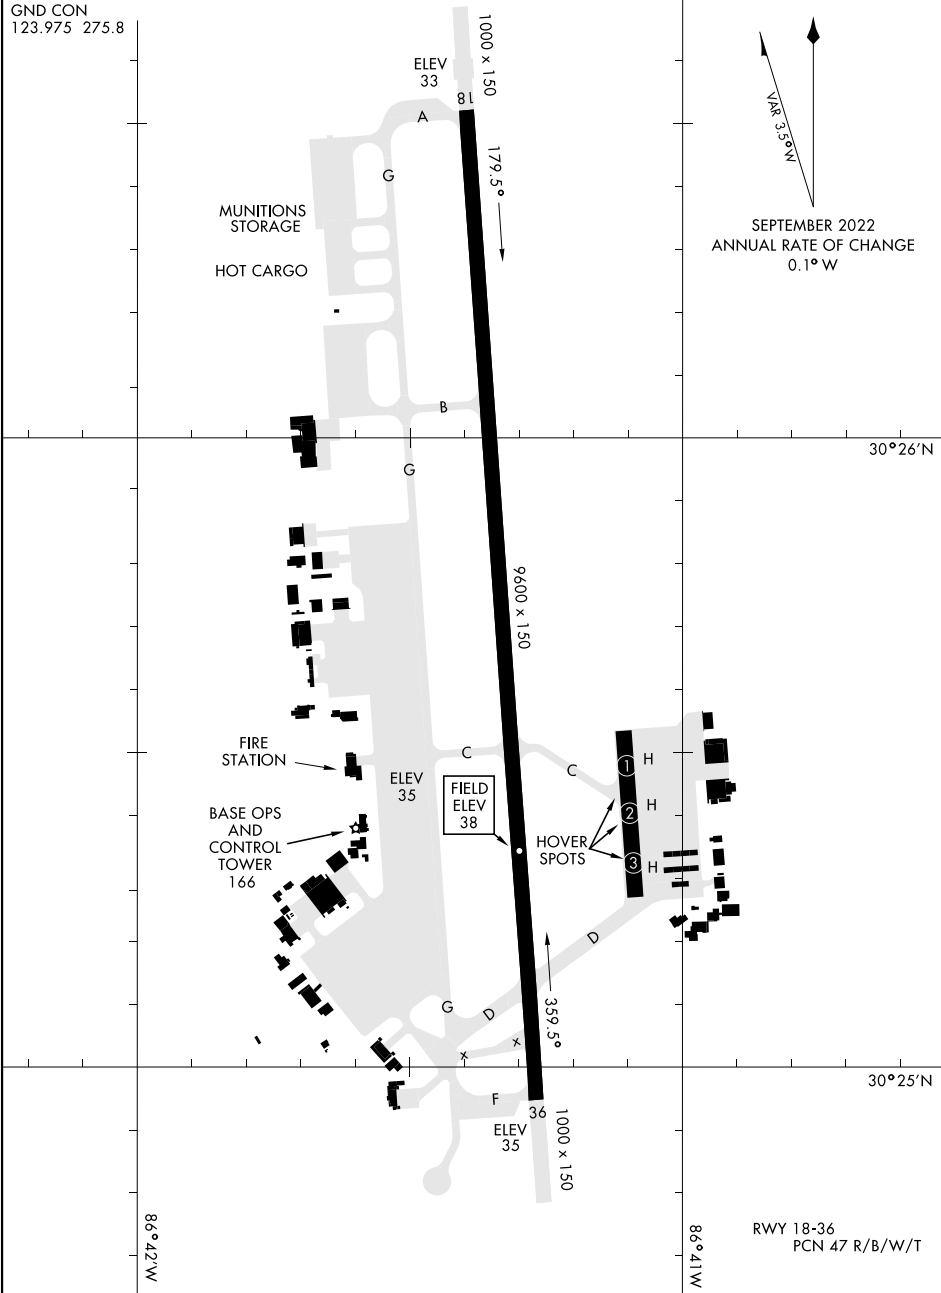 GND CON
123.975 275.8
1000 x 150
ELEV
33
18
A
VAR 3.5°W
179.5°
G
MUNITIONS
STORAGE
SEPTEMBER 2022
ANNUAL RATE OF CHANGE
0.1° W
HOT CARGO
B
30°26'N
G
9600 x 150
FIRE
STATION
C
C
1
H
ELEV
35
FIELD
ELEV
38
BASE OPS
AND
CONTROL
TOWER
166
2
H
HOVER
SPOTS
3
H
D
G
D
359.5°
x
x
30°25'N
F
36
ELEV
35
1000 x 150
86°42'W
86°41'W
RWY 18-36
PCN 47 R/B/W/T